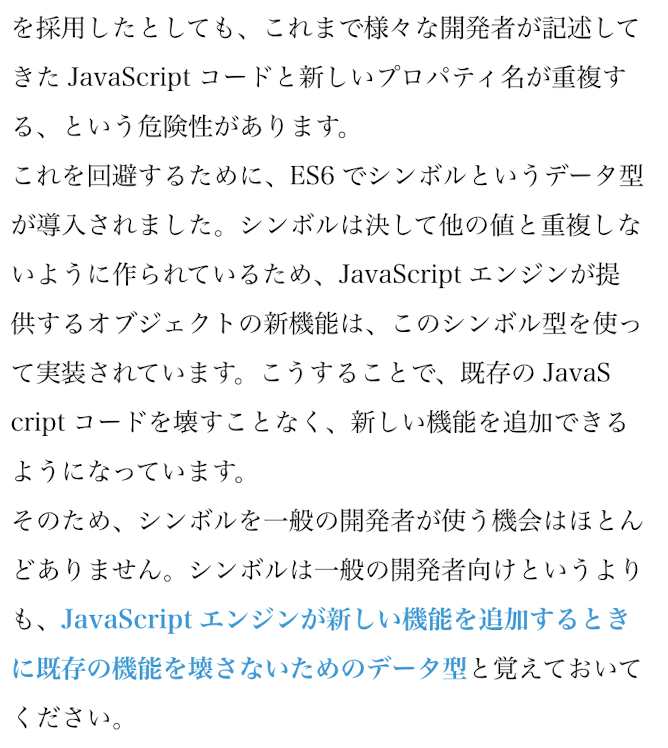 を採用したとしても、これまで様々な開発者が記述して
きた JavaScript コードと新しいプロパティ名が重複す
る、という危険性があります。
これを回避するために、ES6 でシンボルというデータ型
が導入されました。シンボルは決して他の値と重複しな
いように作られているため、JavaScript エンジンが提
供するオブジェクトの新機能は、このシンボル型を使っ
て実装されています。こうすることで、既存の JavaS
cript コードを壊すことなく、新しい機能を追加できる
ようになっています。
そのため、シンボルを一般の開発者が使う機会はほとん
どありません。シンボルは一般の開発者向けというより
も、JavaScript エンジンが新しい機能を追加するとき
に既存の機能を壊さないためのデータ型と覚えておいて
ください。